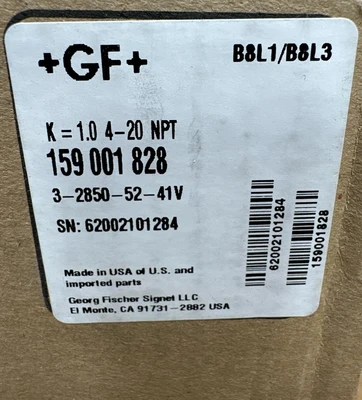 +GF+
B8L1/B8L3
K = 1.0 4-20 NPT
159 001 828
3-2850-52-41V
SN: 62002101284
62002101284
159001828
Made in USA of U.S. and
imported parts
Georg Fischer Signet LLC
El Monte, CA 91731-2882 USA